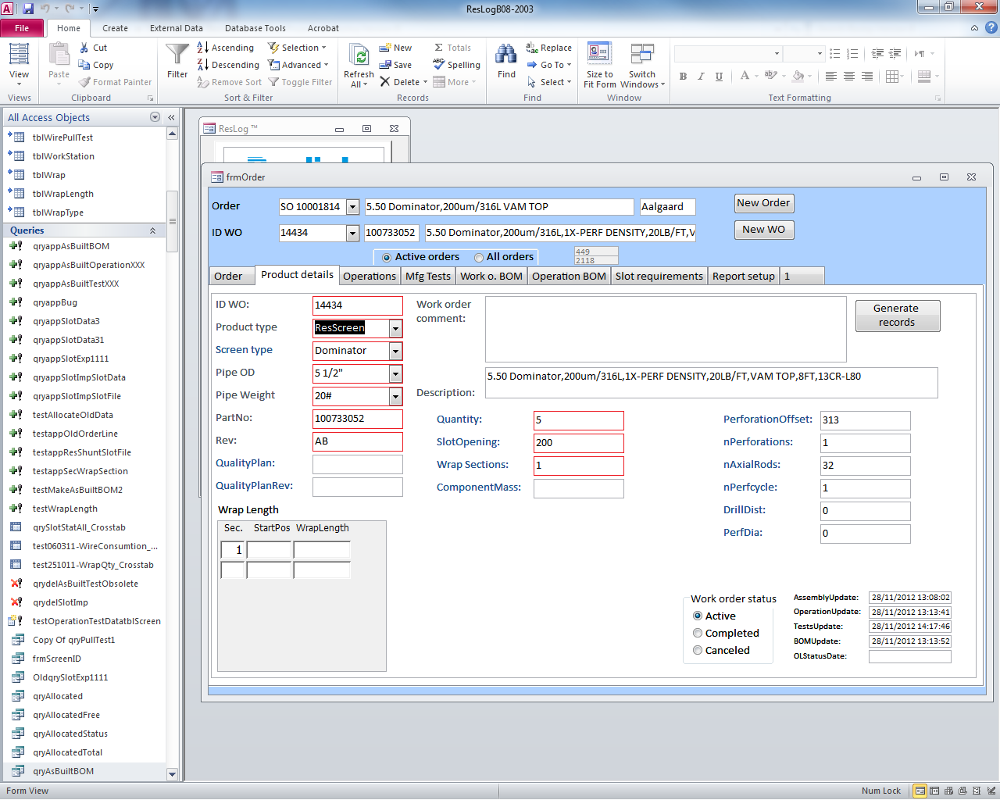 ResLogB08-2003
File Home Create External Data Database Tools Acrobat
View
Views
Paste
Cut
Copy
Format Painter
Clipboard
Filter
Ascending
Descending
Remove Sort
Selection
Advanced
Toggle Filter
Sort & Filter
Refresh All
New
Save
Delete
Totals
Spelling
More
Records
Find
Replace
Go To
Select
Find
Size to Fit Form
Switch Windows
Window
Text Formatting
All Access Objects
tblWirePullTest
tblWorkStation
tblWrap
tblWrapLength
tblWrapType
Queries
qryappAsBuiltBOM
qryappAsBuiltOperationXXX
qryappAsBuiltTestXXX
qryappBug
qryappSlotData3
qryappSlotData31
qryappSlotExp1111
qryappSlotImpSlotData
qryappSlotImpSlotFile
testAllocateOldData
testappOldOrderLine
testappResShuntSlotFile
testappSecWrapSection
testMakeAsBuiltBOM2
testWrapLength
qrySlotStatAll_Crosstab
test060311-WireConsumtion_...
test251011-WrapQty_Crosstab
qrydelAsBuiltTestObsolete
qrydelSlotImp
testOperationTestDatatblScreen
Copy Of qryPullTest1
frmScreenID
OldqrySlotExp1111
qryAllocated
qryAllocatedFree
qryAllocatedStatus
qryAllocatedTotal
qryAsBuiltBOM
ResLog ™
frmOrder
Order SO 10001814 5.50 Dominator,200um/316L VAM TOP Aalgaard New Order
ID WO 14434 100733052 5.50 Dominator,200um/316L,1X-PERF DENSITY,20LB/FT,V New WO
Active orders All orders 449
2118
Order Product details Operations Mfg Tests Work o. BOM Operation BOM Slot requirements Report setup 1
ID WO: 14434
Product type ResScreen
Screen type Dominator
Pipe OD 5 1/2"
Pipe Weight 20#
PartNo: 100733052
Rev: AB
QualityPlan:
QualityPlanRev:
Work order comment:
Generate records
Description: 5.50 Dominator,200um/316L,1X-PERF DENSITY,20LB/FT,VAM TOP,8FT,13CR-L80
Quantity: 5
SlotOpening: 200
Wrap Sections: 1
ComponentMass:
PerforationOffset: 313
nPerforations: 1
nAxialRods: 32
nPerfcycle: 1
DrillDist: 0
PerfDia: 0
Wrap Length
Sec. StartPos WrapLength
1
Work order status
Active
Completed
Canceled
AssemblyUpdate: 28/11/2012 13:08:02
OperationUpdate: 28/11/2012 13:13:41
TestsUpdate: 28/11/2012 14:17:46
BOMUpdate: 28/11/2012 13:13:52
OLStatusDate:
Form View Num Lock